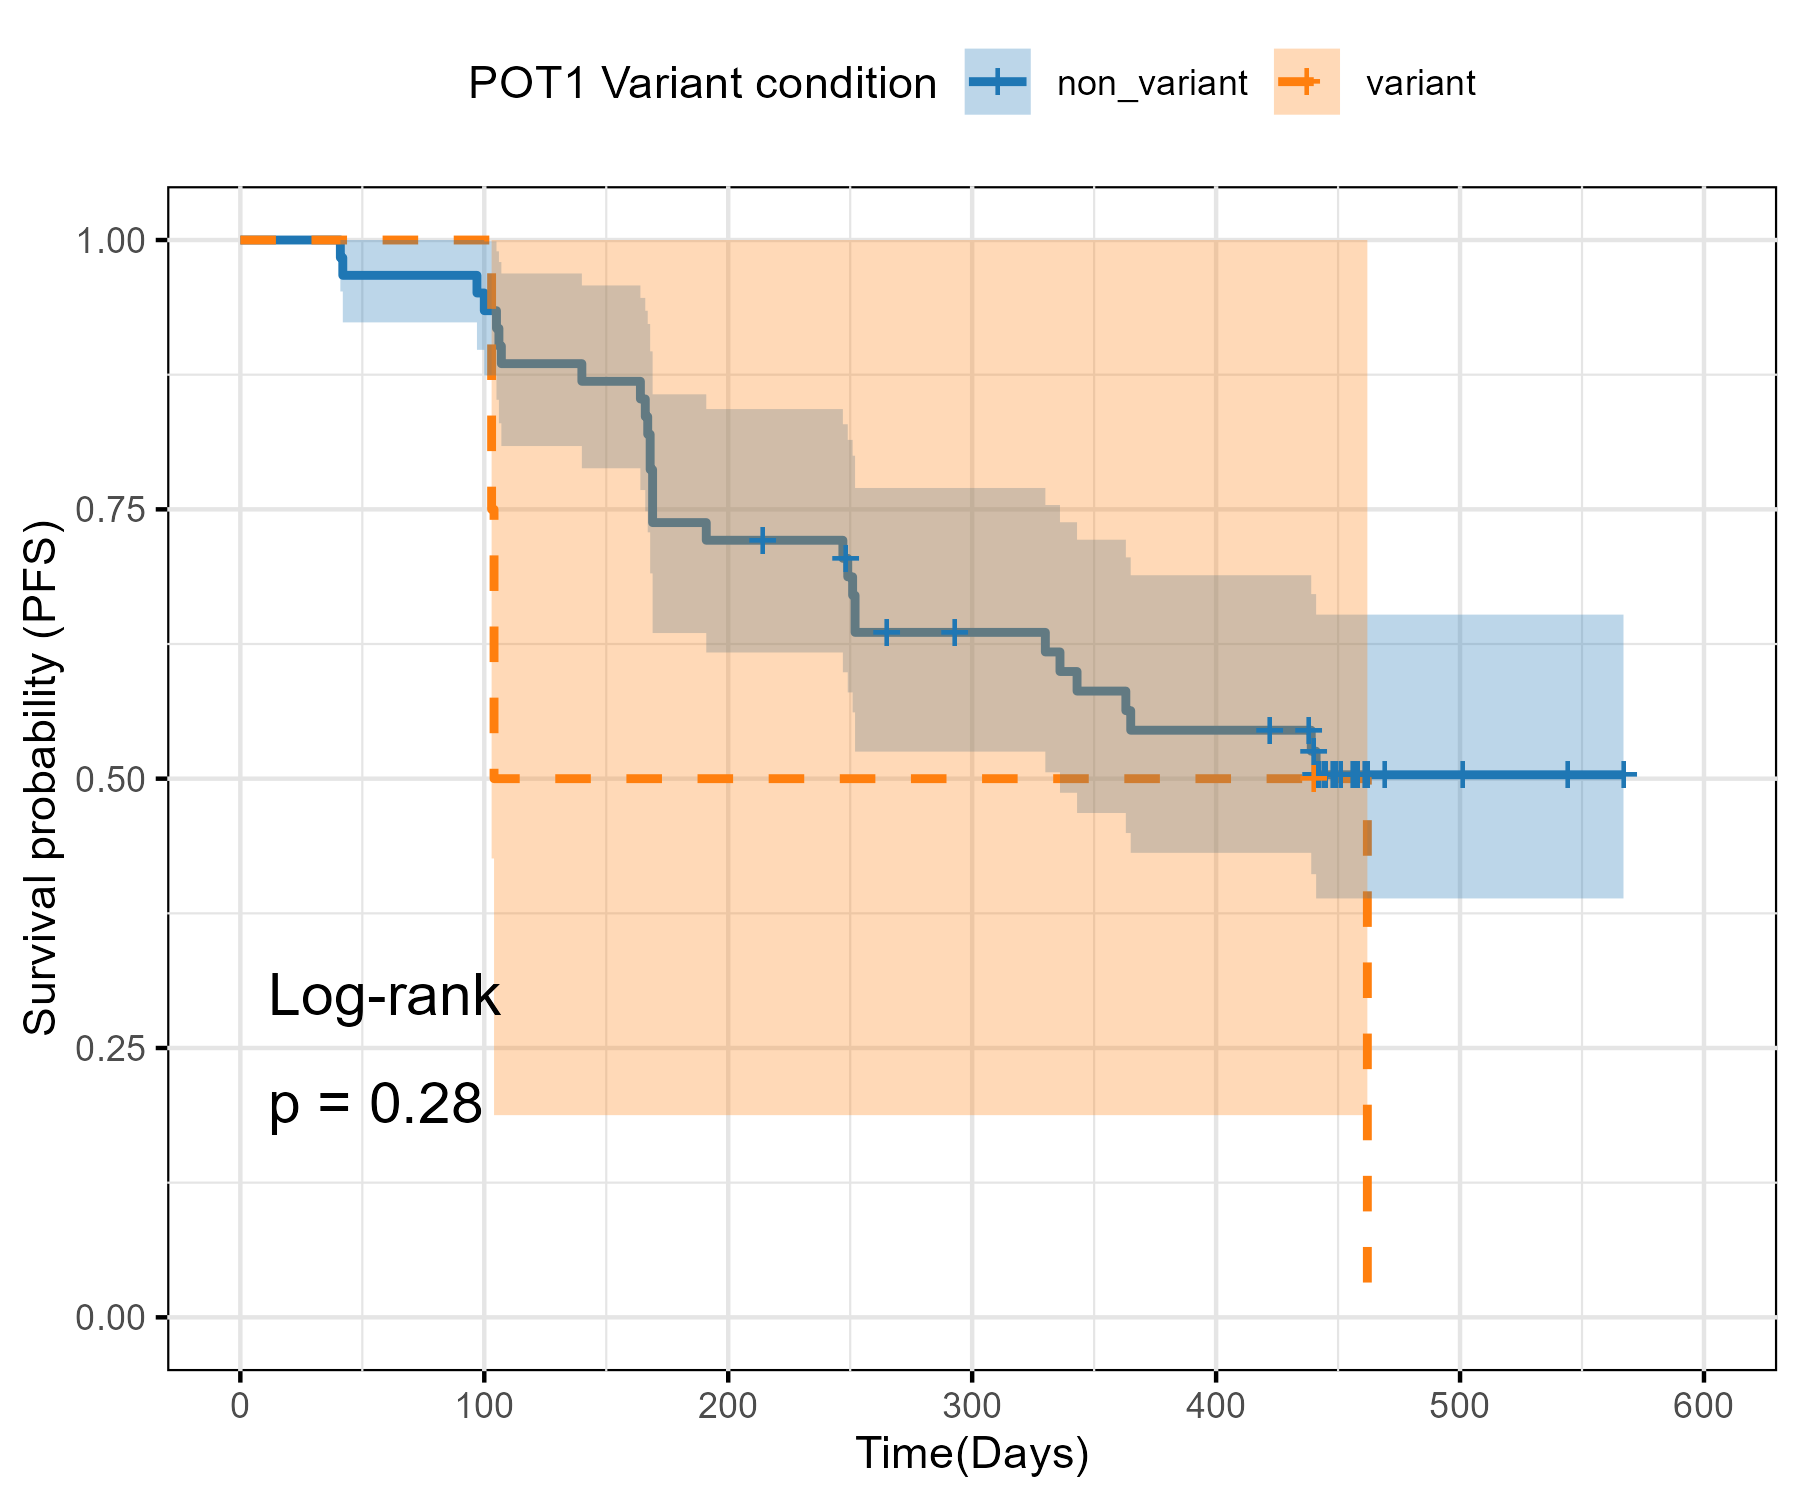 POT1 Variant condition non_variant variant
1.00
0.75
0.50
0.25
0.00
Survival probability (PFS)
Log-rank
p = 0.28
0 100 200 300 400 500 600
Time(Days)